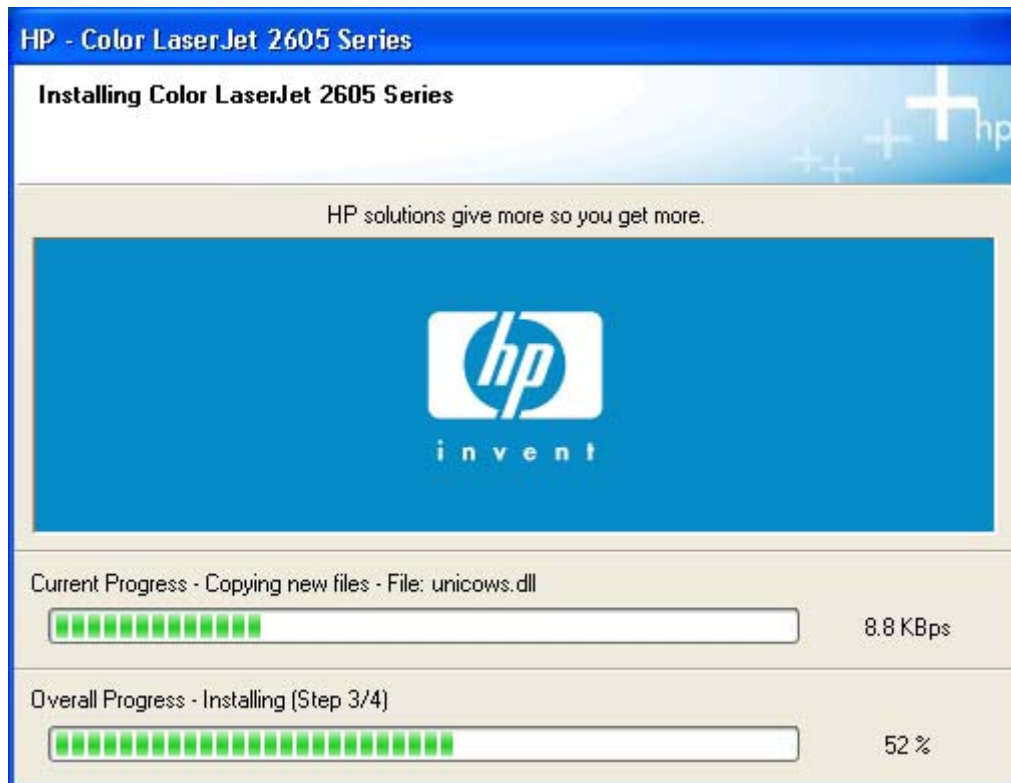 HP - Color LaserJet 2605 Series
Installing Color LaserJet 2605 Series
hp
HP solutions give more so you get more.
hp
invent
Current Progress - Copying new files - File: unicows.dll
8.8 KBps
Overall Progress - Installing (Step 3/4)
52 %